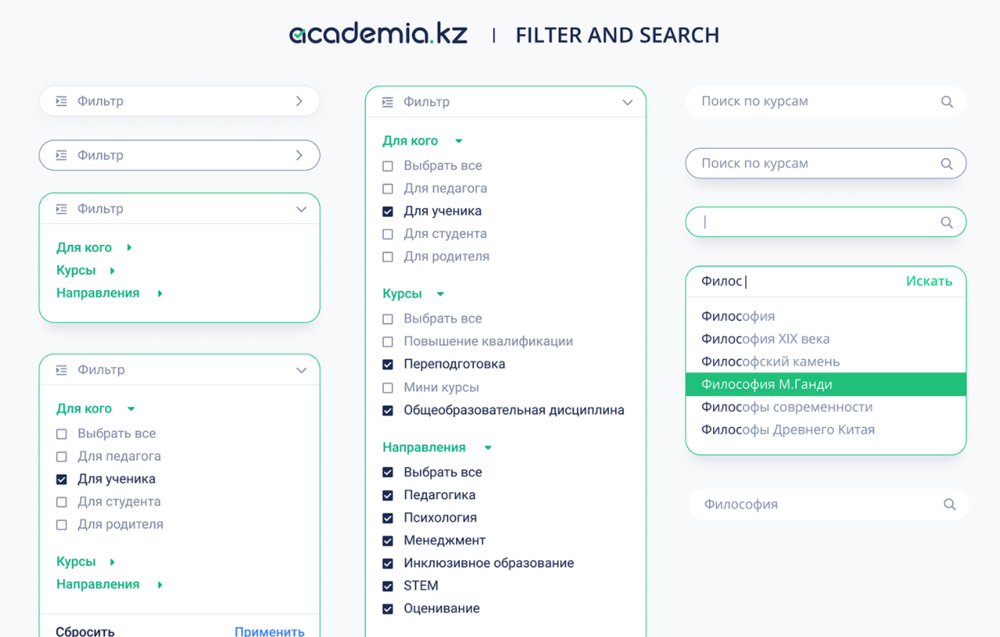 academia.kz | FILTER AND SEARCH
Фильтр
Фильтр
Фильтр
Для кого
Курсы
Направления
Фильтр
Для кого
Выбрать все
Для педагога
Для ученика
Для студента
Для родителя
Курсы
Направления
Сбросить Применить
Фильтр
Для кого
Выбрать все
Для педагога
Для ученика
Для студента
Для родителя
Курсы
Выбрать все
Повышение квалификации
Переподготовка
Мини курсы
Общеобразовательная дисциплина
Направления
Выбрать все
Педагогика
Психология
Менеджмент
Инклюзивное образование
STEM
Оценивание
Поиск по курсам
Поиск по курсам
Филос Искать
Философия
Философия XIX века
Философский камень
Философия М.Ганди
Философы современности
Философы Древнего Китая
Философия